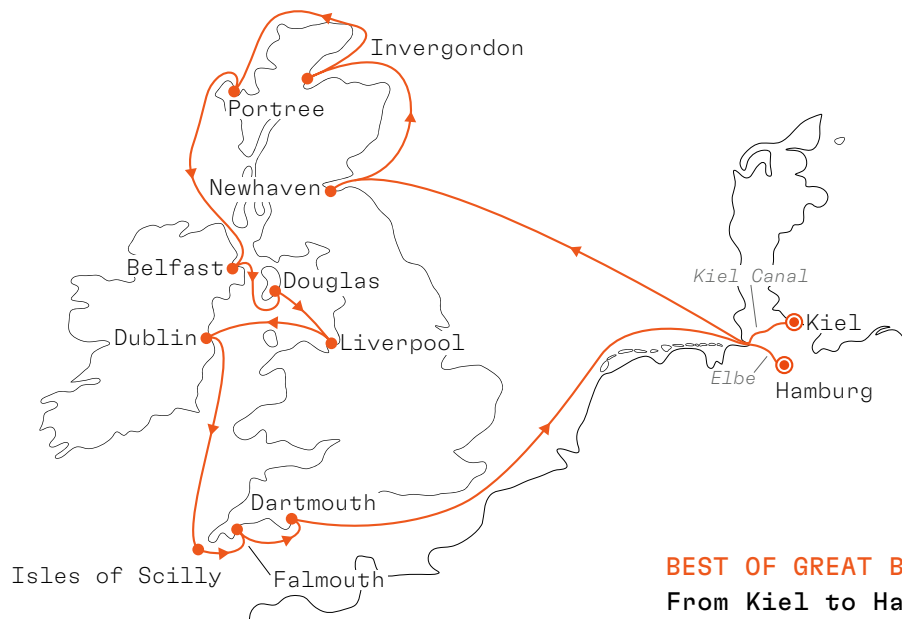 Invergordon
Portree
Newhaven
Belfast
Douglas
Kiel Canal
Kiel
Dublin
Liverpool
Elbe
Hamburg
Dartmouth
Isles of Scilly
Falmouth
BEST OF GREAT B
From Kiel to Ha